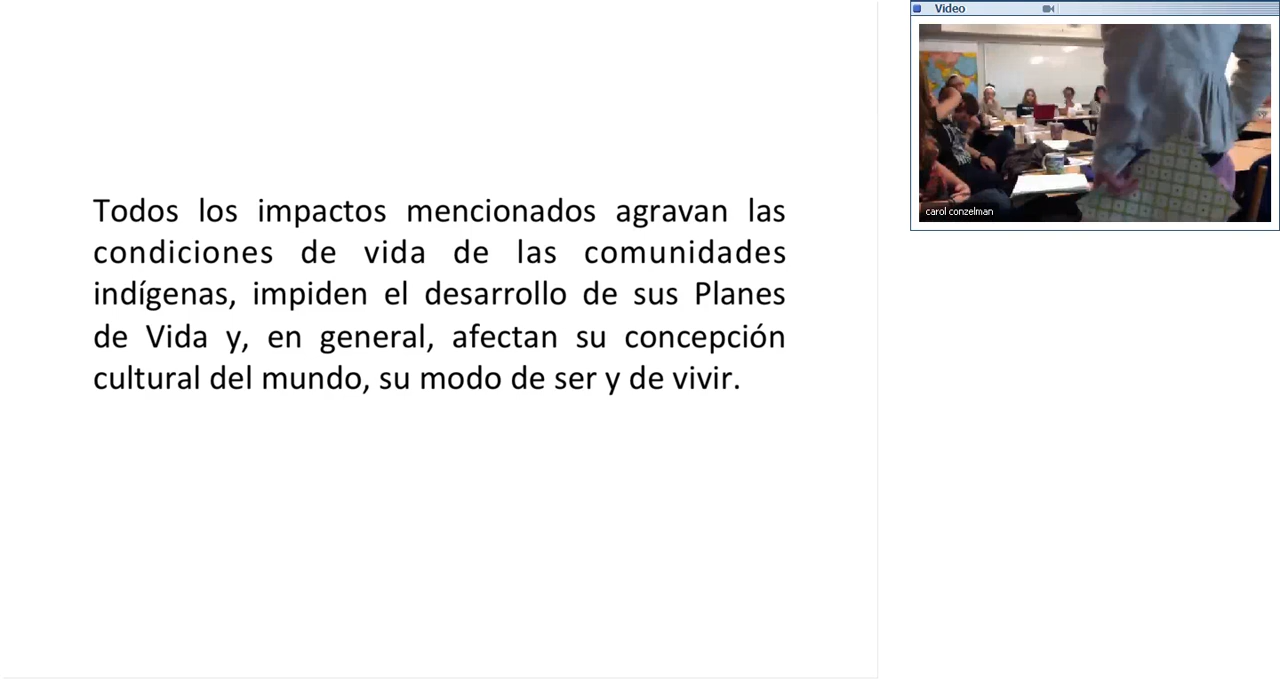 Video
carol conzelman
Todos los impactos mencionados agravan las
condiciones de vida de las comunidades
indígenas, impiden el desarrollo de sus Planes
de Vida y, en general, afectan su concepción
cultural del mundo, su modo de ser y de vivir.